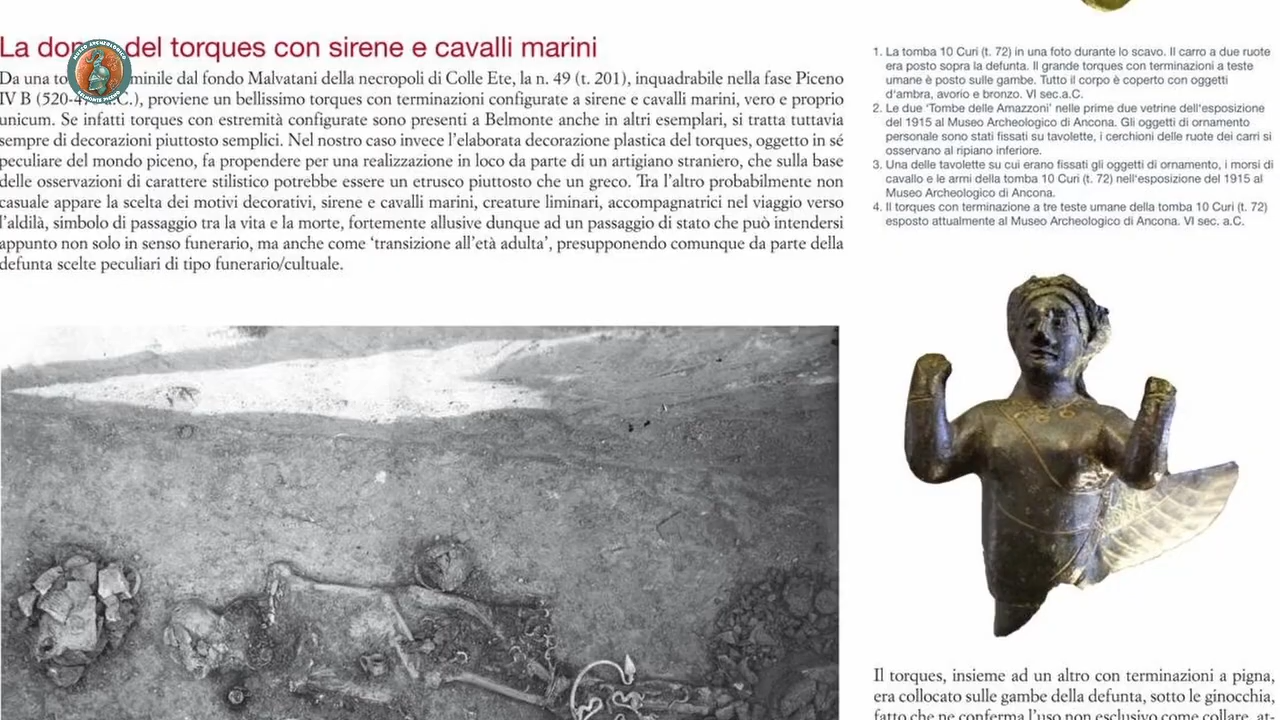 La don del torques con sirene e cavalli marini
Da una to minile dal fondo Malvatani della necropoli di Colle Ete, la n. 49 (t. 201), inquadrabile nella fase Piceno
IV B (520-4 .C.), proviene un bellissimo torques con terminazioni configurate a sirene e cavalli marini, vero e proprio
unicum. Se infatti torques con estremità configurate sono presenti a Belmonte anche in altri esemplari, si tratta tuttavia
sempre di decorazioni piuttosto semplici. Nel nostro caso invece l'elaborata decorazione plastica del torques, oggetto in sé
peculiare del mondo piceno, fa propendere per una realizzazione in loco da parte di un artigiano straniero, che sulla base
delle osservazioni di carattere stilistico potrebbe essere un etrusco piuttosto che un greco. Tra l'altro probabilmente non
casuale appare la scelta dei motivi decorativi, sirene e cavalli marini, creature liminari, accompagnatrici nel viaggio verso
l'aldilà, simbolo di passaggio tra la vita e la morte, fortemente allusive dunque ad un passaggio di stato che può intendersi
appunto non solo in senso funerario, ma anche come 'transizione all'età adulta', presupponendo comunque da parte della
defunta scelte peculiari di tipo funerario/cultuale.
MUSEO ARCHEOLOGICO
BELMONTE PICENO
1. La tomba 10 Curi (t. 72) in una foto durante lo scavo. Il carro a due ruote
era posto sopra la defunta. Il grande torques con terminazioni a teste
umane è posto sulle gambe. Tutto il corpo è coperto con oggetti
d'ambra, avorio e bronzo. VI sec.a.C.
2. Le due 'Tombe delle Amazzoni' nelle prime due vetrine dell'esposizione
del 1915 al Museo Archeologico di Ancona. Gli oggetti di ornamento
personale sono stati fissati su tavolette, i cerchioni delle ruote dei carri si
osservano al ripiano inferiore.
3. Una delle tavolette su cui erano fissati gli oggetti di ornamento, i morsi di
cavallo e le armi della tomba 10 Curi (t. 72) nell'esposizione del 1915 al
Museo Archeologico di Ancona.
4. Il torques con terminazione a tre teste umane della tomba 10 Curi (t. 72)
esposto attualmente al Museo Archeologico di Ancona. VI sec. a.C.
Il torques, insieme ad un altro con terminazioni a pigna,
era collocato sulle gambe della defunta, sotto le ginocchia,
fatto che ne conferma l'uso non esclusivo come collare, at-